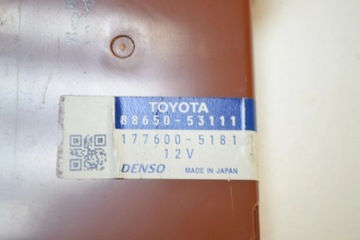 TOYOTA
88650-53111
177600-5181
12V
DENSO MADE IN JAPAN